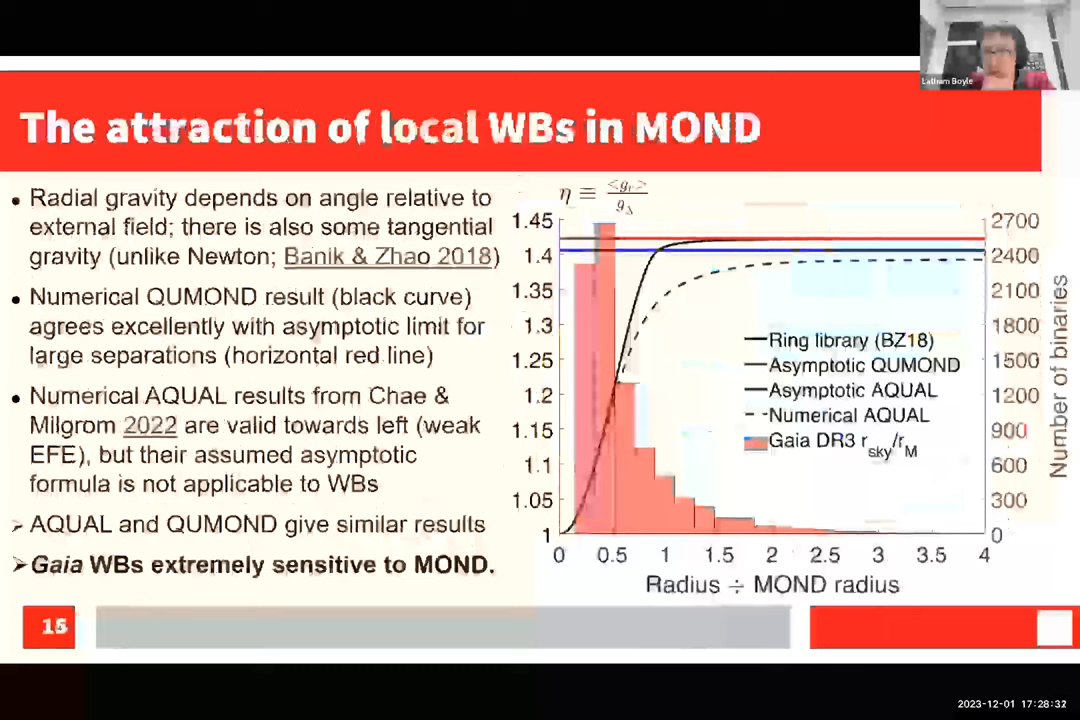 Latham Boyle
The attraction of local WBs in MOND
• Radial gravity depends on angle relative to
external field; there is also some tangential
gravity (unlike Newton; Banik & Zhao 2018)
• Numerical QUMOND result (black curve)
agrees excellently with asymptotic limit for
large separations (horizontal red line)
• Numerical AQUAL results from Chae &
Milgrom 2022 are valid towards left (weak
EFE), but their assumed asymptotic
formula is not applicable to WBs
➢ AQUAL and QUMOND give similar results
➢ Gaia WBs extremely sensitive to MOND.
η ≡ <g_r>
1.45
1.4
1.35
1.3
1.25
1.2
1.15
1.1
1.05
1
Ring library (BZ18)
Asymptotic QUMOND
Asymptotic AQUAL
Numerical AQUAL
Gaia DR3 r_sky/r_M
2700
2400
2100
1800
1500
1200
900
600
300
0
Number of binaries
0 0.5 1 1.5 2 2.5 3 3.5 4
Radius ÷ MOND radius
2023-12-01 17:28:32